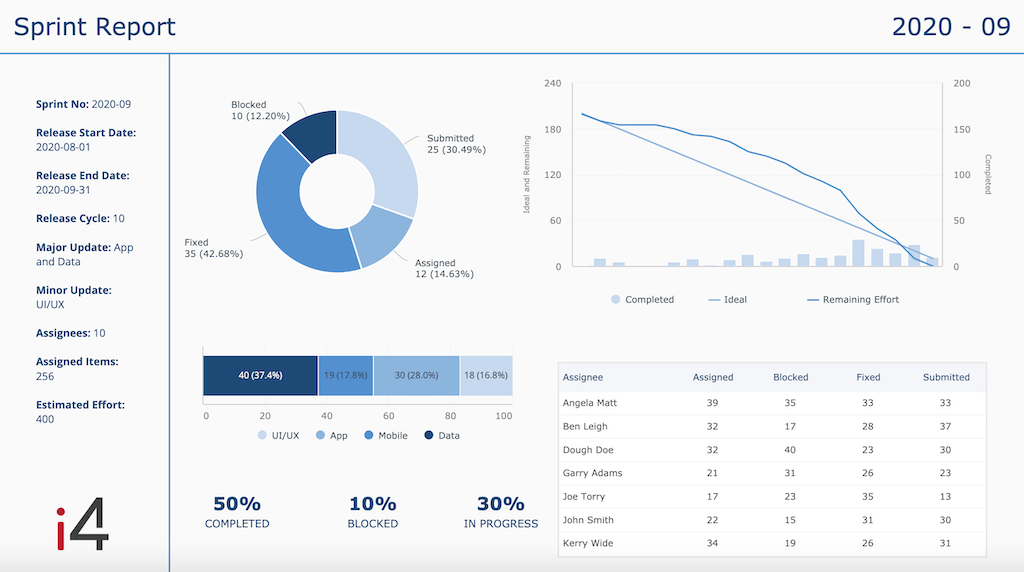 Sprint Report
2020 - 09
Sprint No: 2020-09
Release Start Date:
2020-08-01
Release End Date:
2020-09-31
Release Cycle: 10
Major Update: App
and Data
Minor Update:
UI/UX
Assignees: 10
Assigned Items:
256
Estimated Effort:
400
i4
Blocked
10 (12.20%)
Submitted
25 (30.49%)
Fixed
35 (42.68%)
Assigned
12 (14.63%)
240
180
120
60
0
Ideal and Remaining
200
150
100
50
0
Completed
Completed
Ideal
Remaining Effort
40 (37.4%)
19 (17.8%)
30 (28.0%)
18 (16.8%)
0 20 40 60 80 100
UI/UX App Mobile Data
50%
COMPLETED
10%
BLOCKED
30%
IN PROGRESS
Assignee Assigned Blocked Fixed Submitted
Angela Matt 39 35 33 33
Ben Leigh 32 17 28 37
Dough Doe 32 40 23 30
Garry Adams 21 31 26 23
Joe Torry 17 23 35 13
John Smith 22 15 31 30
Kerry Wide 34 19 26 31